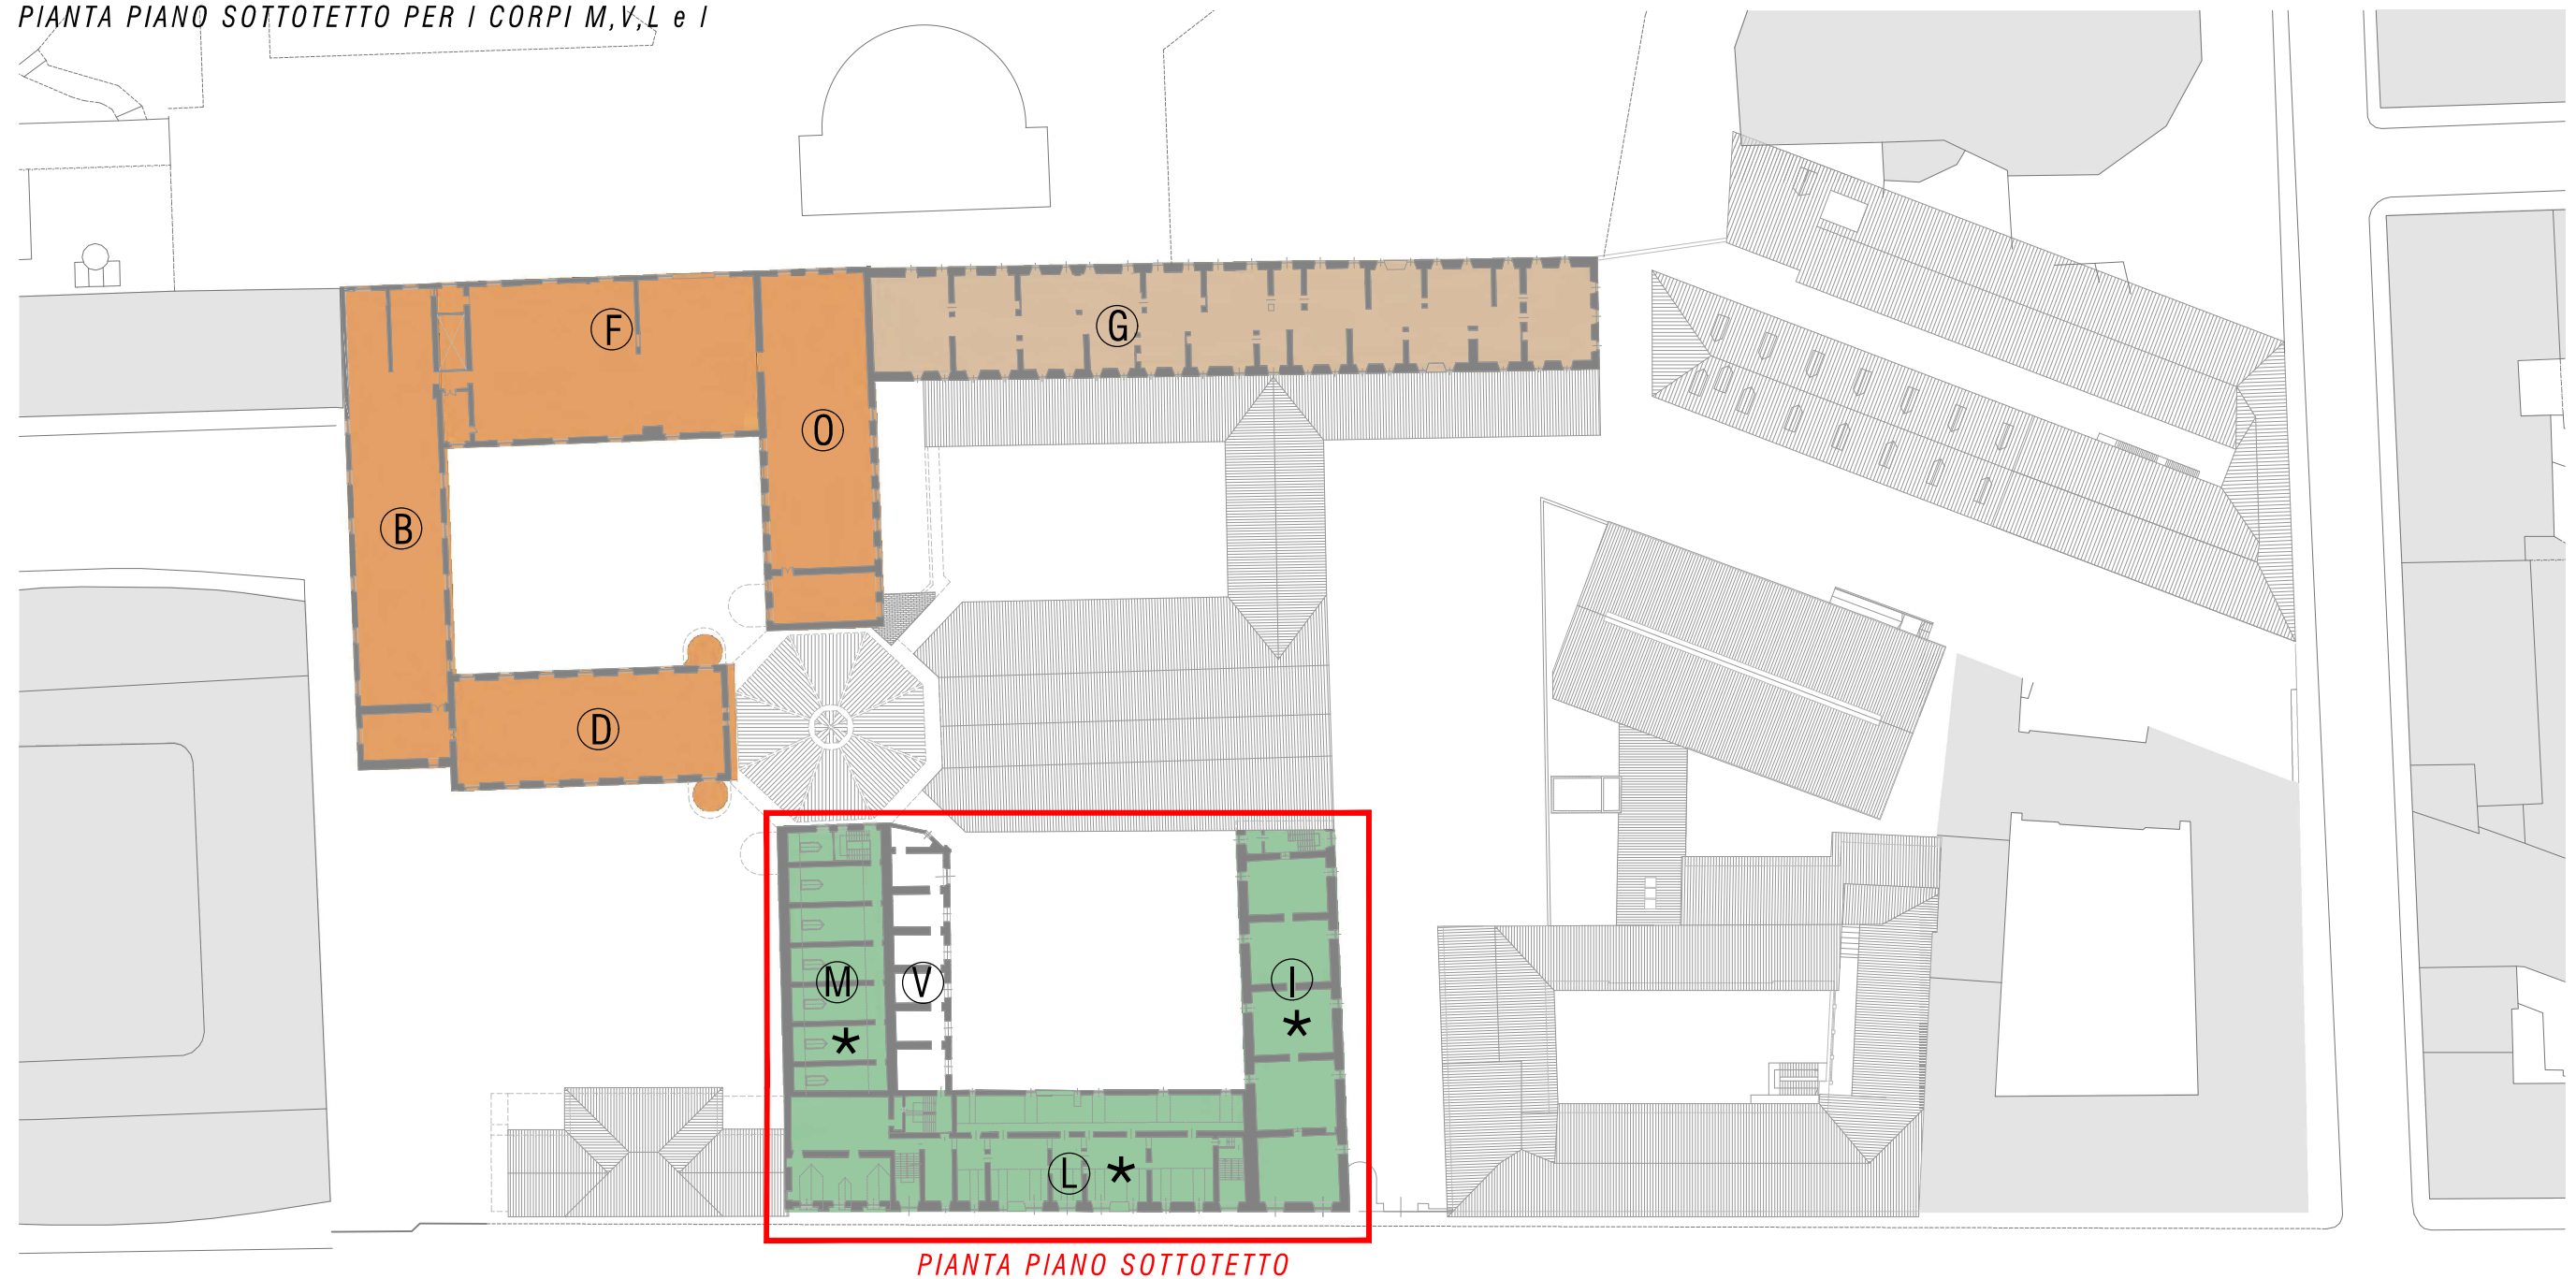 PIANTA PIANO SOTTOTETTO PER I CORPI M,V,L e I
F
G
O
B
D
M
V
I
*
*
L *
PIANTA PIANO SOTTOTETTO